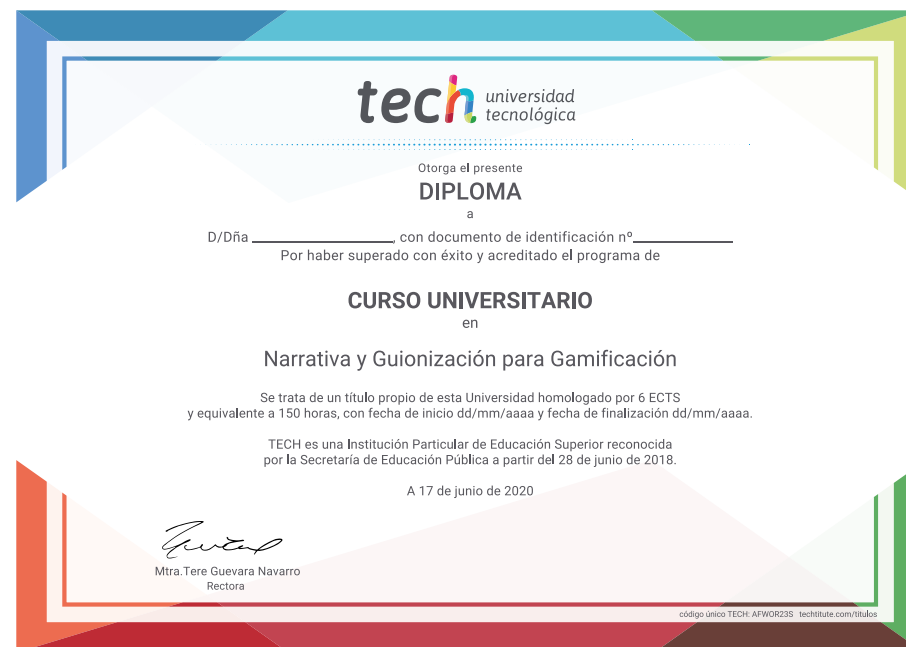 tech universidad
tecnológica
Otorga el presente
DIPLOMA
a
D/Dña ____________________, con documento de identificación nº______________
Por haber superado con éxito y acreditado el programa de
CURSO UNIVERSITARIO
en
Narrativa y Guionización para Gamificación
Se trata de un título propio de esta Universidad homologado por 6 ECTS
y equivalente a 150 horas, con fecha de inicio dd/mm/aaaa y fecha de finalización dd/mm/aaaa.
TECH es una Institución Particular de Educación Superior reconocida
por la Secretaría de Educación Pública a partir del 28 de junio de 2018.
A 17 de junio de 2020
Mtra.Tere Guevara Navarro
Rectora
código único TECH: AFWOR23S techtitute.com/titulos